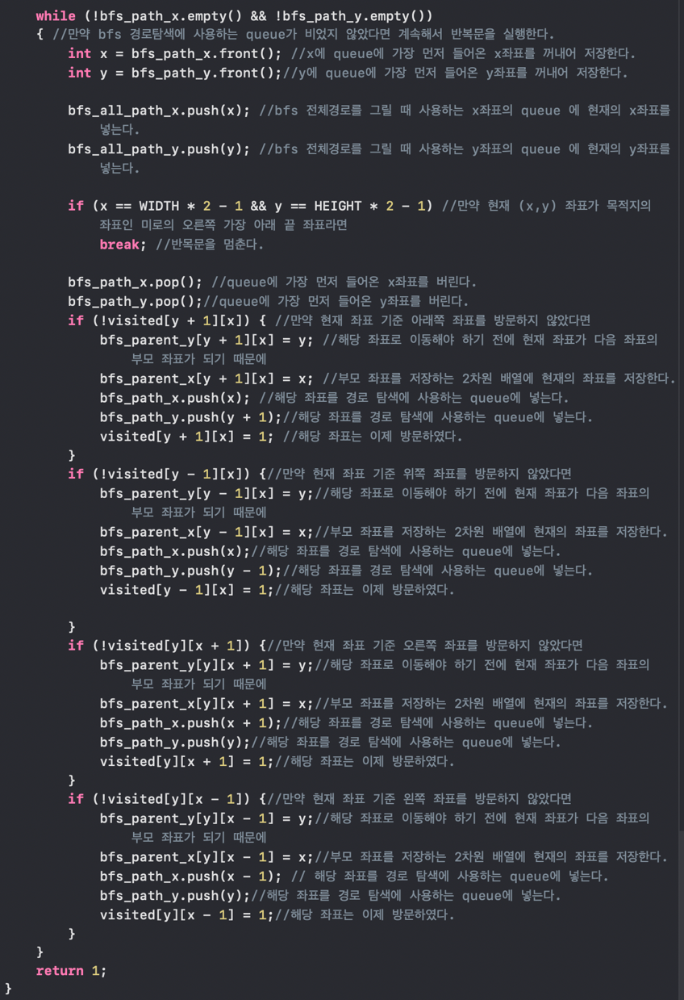 while (!bfs_path_x.empty() && !bfs_path_y.empty())
{ //만약 bfs 경로탐색에 사용하는 queue가 비었지 않았다면 계속해서 반복문을 실행한다.
int x = bfs_path_x.front(); //x에 queue에 가장 먼저 들어온 x좌표를 꺼내어 저장한다.
int y = bfs_path_y.front();//y에 queue에 가장 먼저 들어온 y좌표를 꺼내어 저장한다.
bfs_all_path_x.push(x); //bfs 전체경로를 그릴 때 사용하는 x좌표의 queue 에 현재의 x좌표를
넣는다.
bfs_all_path_y.push(y); //bfs 전체경로를 그릴 때 사용하는 y좌표의 queue 에 현재의 y좌표를
넣는다.
if (x == WIDTH * 2 - 1 && y == HEIGHT * 2 - 1) //만약 현재 (x,y) 좌표가 목적지의
좌표인 미로의 오른쪽 가장 아래 끝 좌표라면
break; //반목문을 멈춘다.
bfs_path_x.pop(); //queue에 가장 먼저 들어온 x좌표를 버린다.
bfs_path_y.pop();//queue에 가장 먼저 들어온 y좌표를 버린다.
if (!visited[y + 1][x]) { //만약 현재 좌표 기준 아래쪽 좌표를 방문하지 않았다면
bfs_parent_y[y + 1][x] = y; //해당 좌표로 이동해야 하기 전에 현재 좌표가 다음 좌표의
부모 좌표가 되기 때문에
bfs_parent_x[y + 1][x] = x; //부모 좌표를 저장하는 2차원 배열에 현재의 좌표를 저장한다.
bfs_path_x.push(x); //해당 좌표를 경로 탐색에 사용하는 queue에 넣는다.
bfs_path_y.push(y + 1);//해당 좌표를 경로 탐색에 사용하는 queue에 넣는다.
visited[y + 1][x] = 1; //해당 좌표는 이제 방문하였다.
}
if (!visited[y - 1][x]) {//만약 현재 좌표 기준 위쪽 좌표를 방문하지 않았다면
bfs_parent_y[y - 1][x] = y;//해당 좌표로 이동해야 하기 전에 현재 좌표가 다음 좌표의
부모 좌표가 되기 때문에
bfs_parent_x[y - 1][x] = x;//부모 좌표를 저장하는 2차원 배열에 현재의 좌표를 저장한다.
bfs_path_x.push(x);//해당 좌표를 경로 탐색에 사용하는 queue에 넣는다.
bfs_path_y.push(y - 1);//해당 좌표를 경로 탐색에 사용하는 queue에 넣는다.
visited[y - 1][x] = 1;//해당 좌표는 이제 방문하였다.
}
if (!visited[y][x + 1]) {//만약 현재 좌표 기준 오른쪽 좌표를 방문하지 않았다면
bfs_parent_y[y][x + 1] = y;//해당 좌표로 이동해야 하기 전에 현재 좌표가 다음 좌표의
부모 좌표가 되기 때문에
bfs_parent_x[y][x + 1] = x;//부모 좌표를 저장하는 2차원 배열에 현재의 좌표를 저장한다.
bfs_path_x.push(x + 1);//해당 좌표를 경로 탐색에 사용하는 queue에 넣는다.
bfs_path_y.push(y);//해당 좌표를 경로 탐색에 사용하는 queue에 넣는다.
visited[y][x + 1] = 1;//해당 좌표는 이제 방문하였다.
}
if (!visited[y][x - 1]) {//만약 현재 좌표 기준 왼쪽 좌표를 방문하지 않았다면
bfs_parent_y[y][x - 1] = y;//해당 좌표로 이동해야 하기 전에 현재 좌표가 다음 좌표의
부모 좌표가 되기 때문에
bfs_parent_x[y][x - 1] = x;//부모 좌표를 저장하는 2차원 배열에 현재의 좌표를 저장한다.
bfs_path_x.push(x - 1); // 해당 좌표를 경로 탐색에 사용하는 queue에 넣는다.
bfs_path_y.push(y);//해당 좌표를 경로 탐색에 사용하는 queue에 넣는다.
visited[y][x - 1] = 1;//해당 좌표는 이제 방문하였다.
}
}
return 1;
}